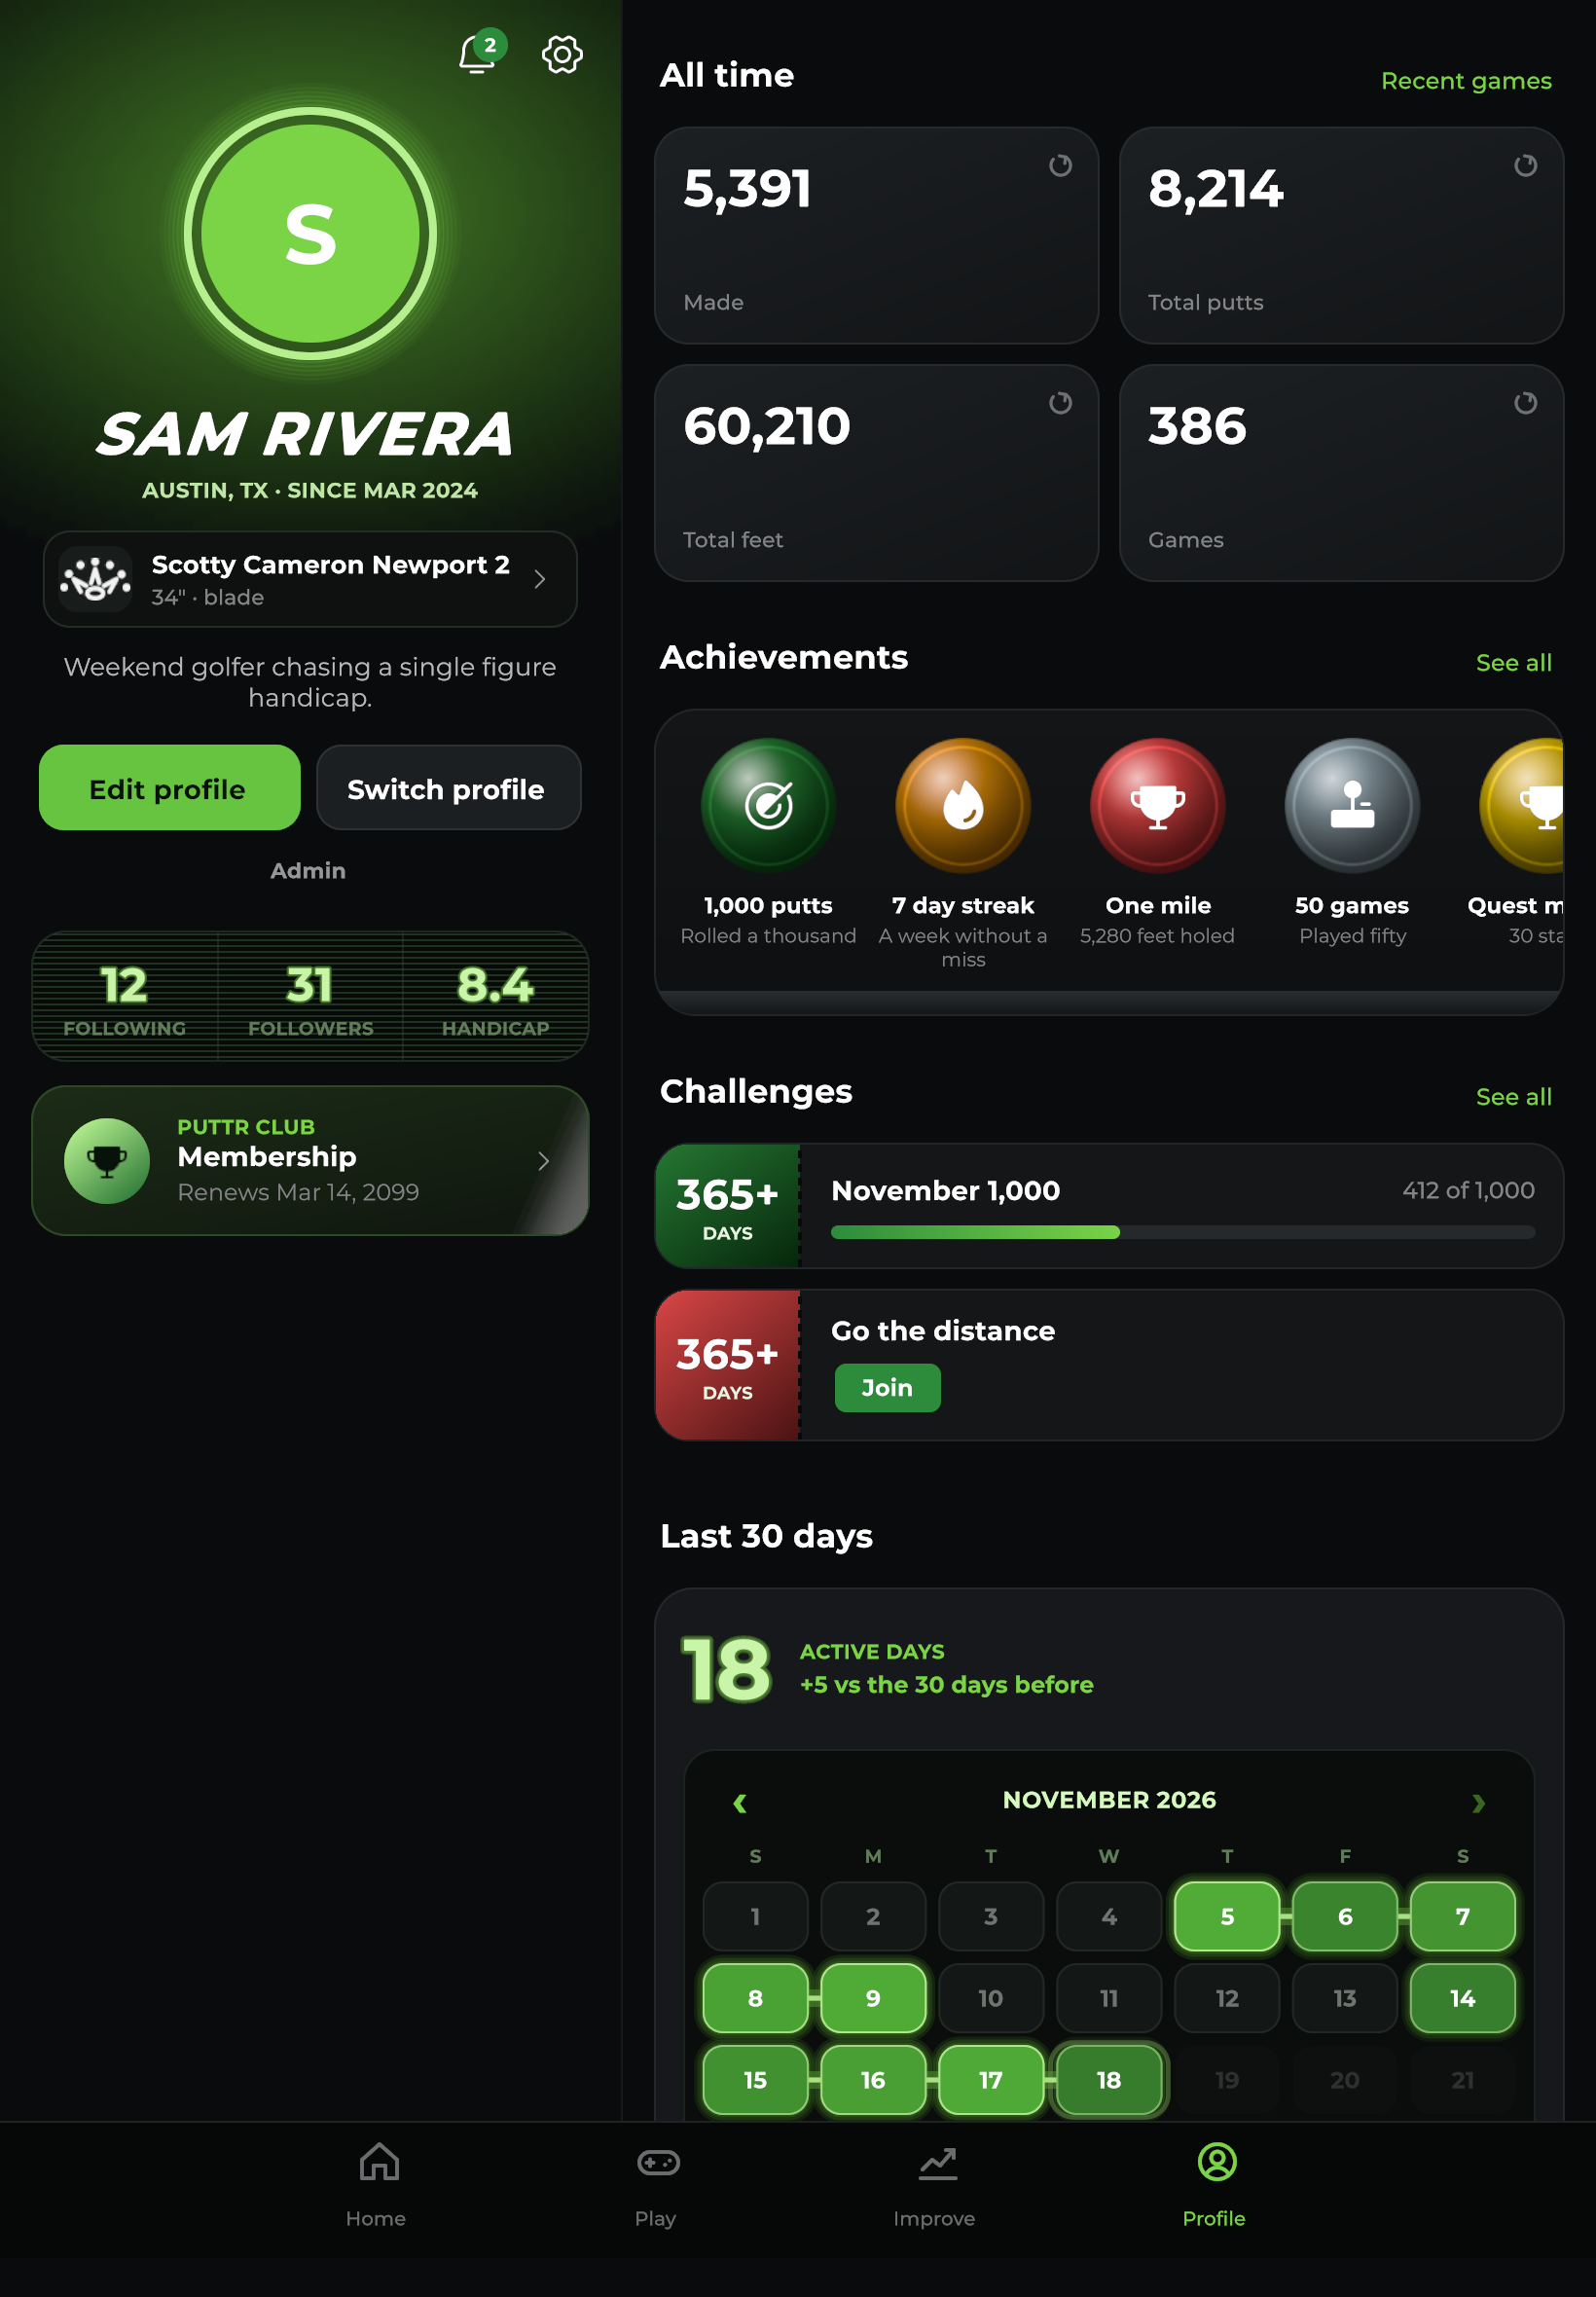 2
S
SAM RIVERA
AUSTIN, TX · SINCE MAR 2024
Scotty Cameron Newport 2
34" · blade
Weekend golfer chasing a single figure
handicap.
Edit profile
Switch profile
Admin
12
FOLLOWING
31
FOLLOWERS
8.4
HANDICAP
PUTTR CLUB
Membership
Renews Mar 14, 2099
All time
Recent games
5,391
Made
8,214
Total putts
60,210
Total feet
386
Games
Achievements
See all
1,000 putts
Rolled a thousand
7 day streak
A week without a
miss
One mile
5,280 feet holed
50 games
Played fifty
Quest m
30 sta
Challenges
See all
365+
DAYS
November 1,000
412 of 1,000
365+
DAYS
Go the distance
Join
Last 30 days
18
ACTIVE DAYS
+5 vs the 30 days before
‹ NOVEMBER 2026 ›
S M T W T F S
1 2 3 4 5 6 7
8 9 10 11 12 13 14
15 16 17 18 19 20 21
Home
Play
Improve
Profile